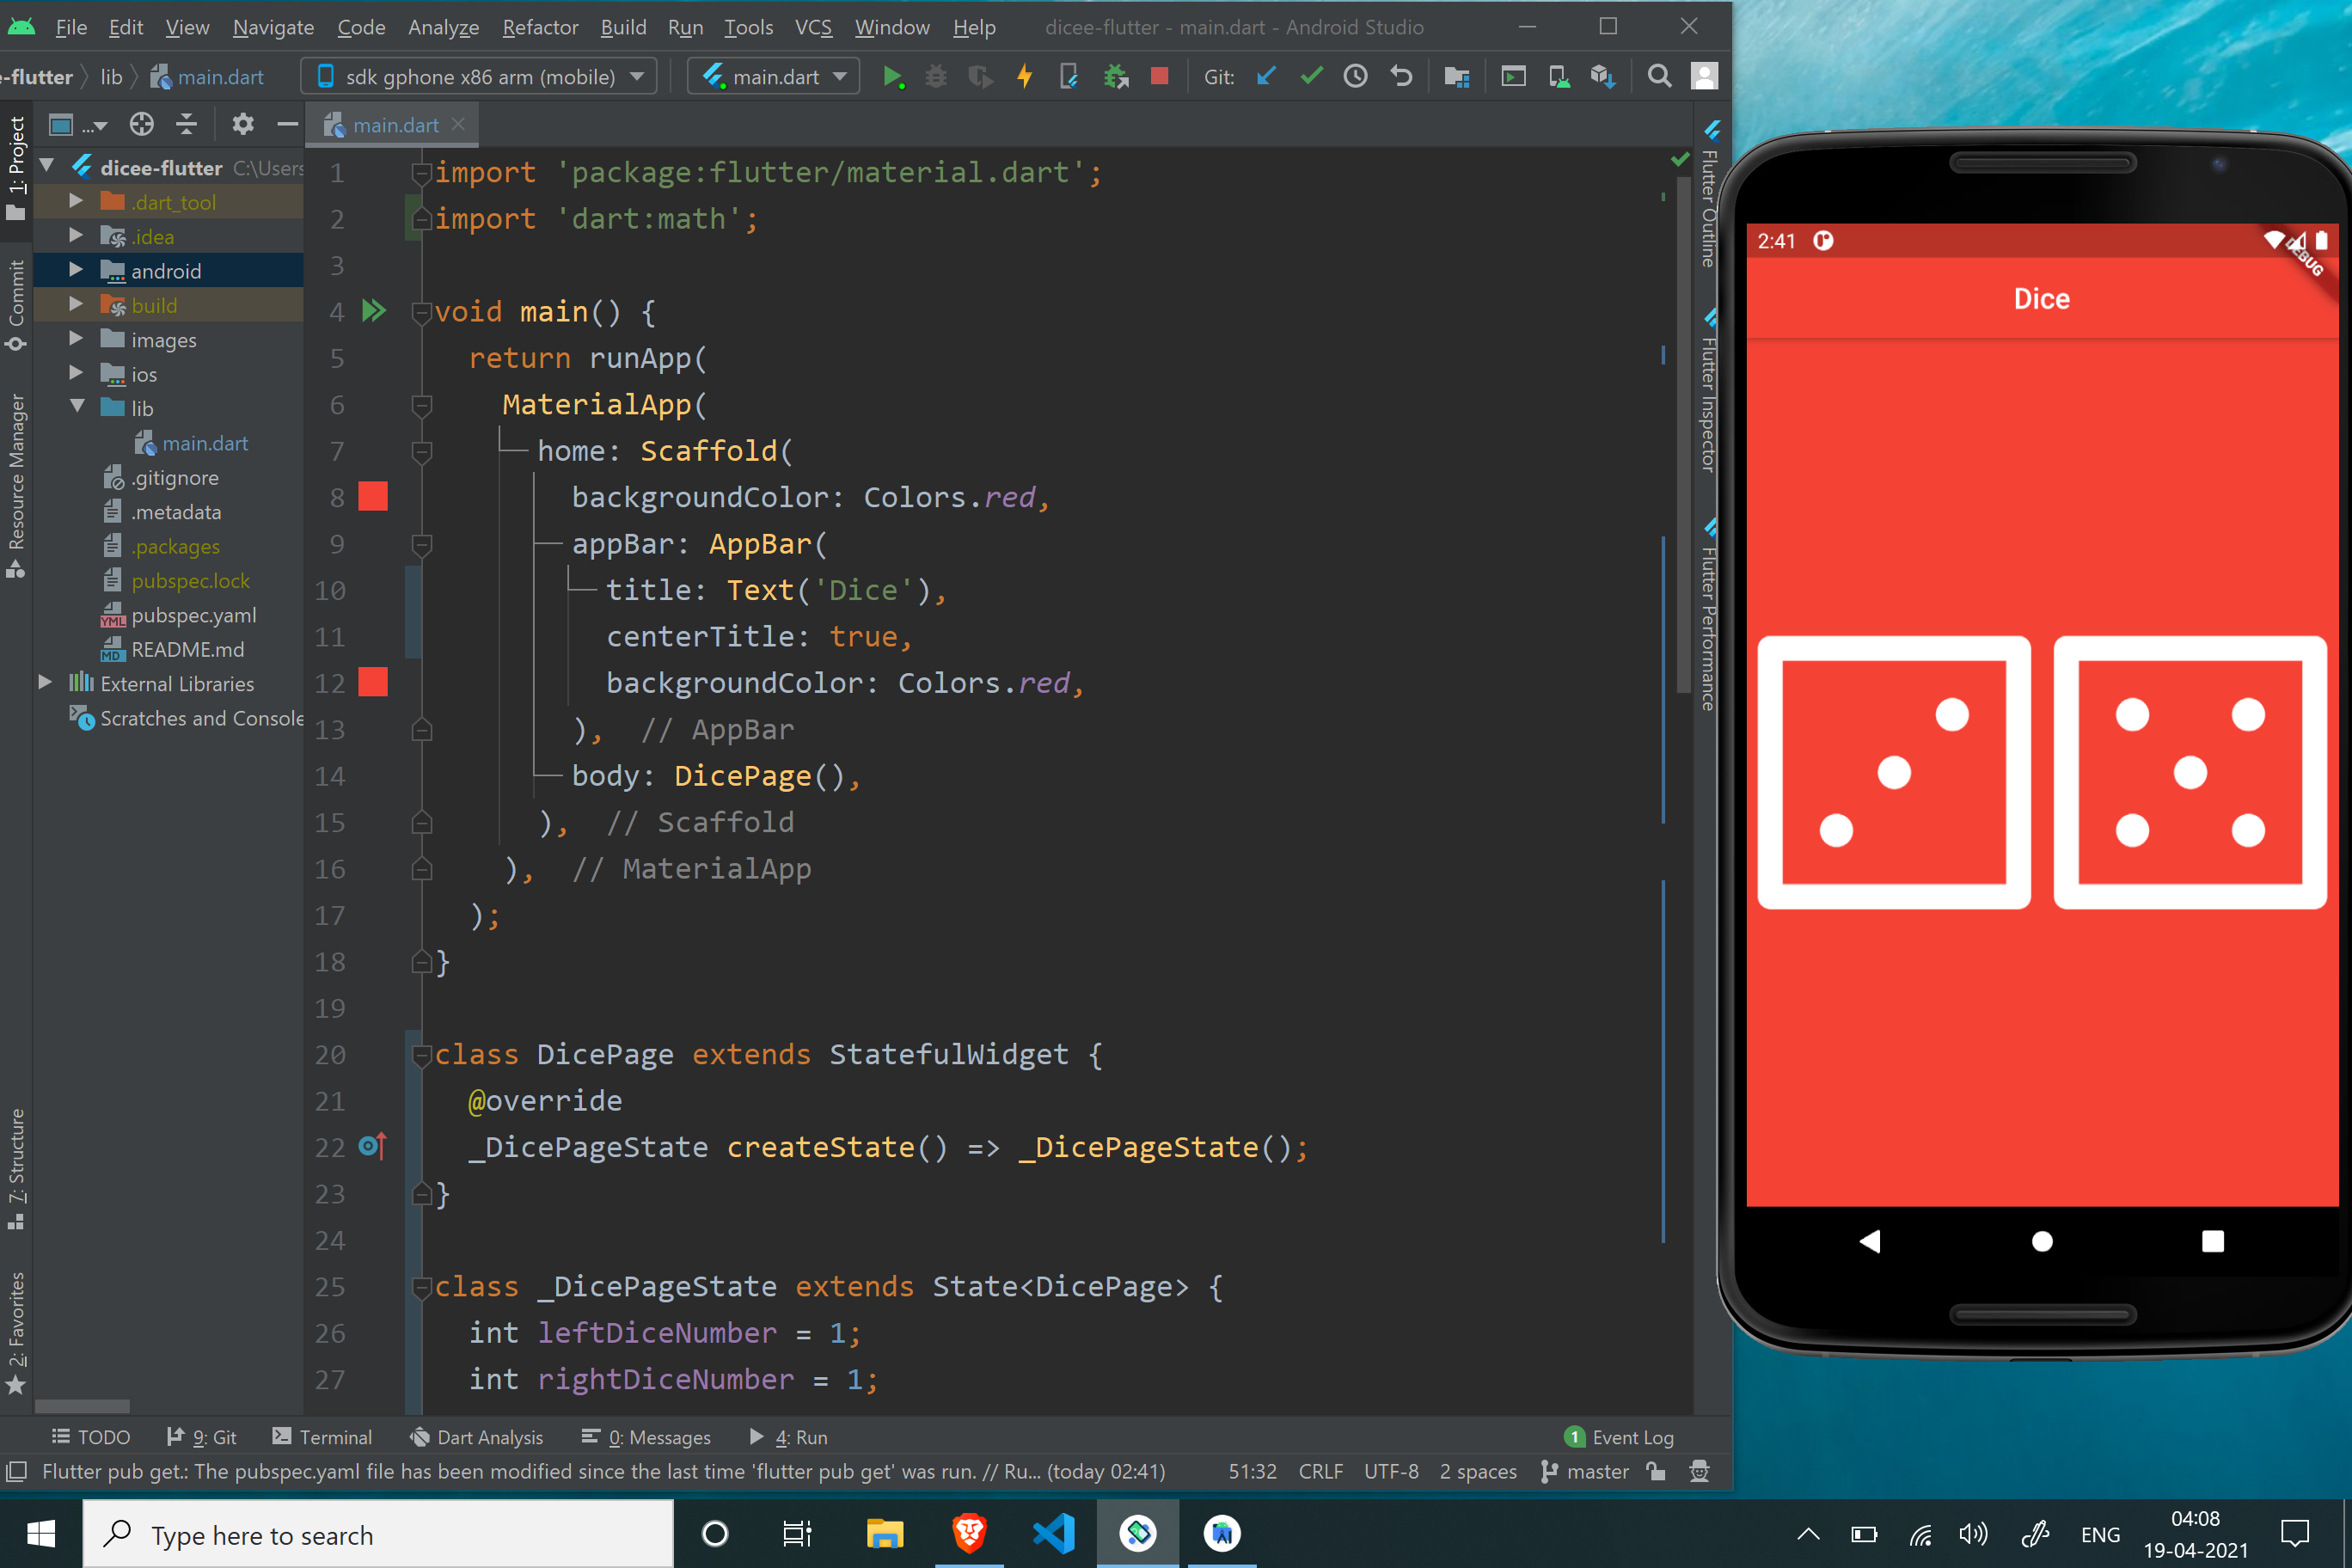 File Edit View Navigate Code Analyze Refactor Build Run Tools VCS Window Help dicee-flutter - main.dart - Android Studio
e-flutter lib main.dart sdk gphone x86 arm (mobile) main.dart Git:
... main.dart
1: Project
Commit
Resource Manager
7: Structure
2: Favorites
dicee-flutter C:\Users
.dart_tool
.idea
android
build
images
ios
lib
main.dart
.gitignore
.metadata
.packages
pubspec.lock
pubspec.yaml
README.md
External Libraries
Scratches and Console
1 import 'package:flutter/material.dart';
2 import 'dart:math';
3
4 void main() {
5 return runApp(
6 MaterialApp(
7 home: Scaffold(
8 backgroundColor: Colors.red,
9 appBar: AppBar(
10 title: Text('Dice'),
11 centerTitle: true,
12 backgroundColor: Colors.red,
13 ), // AppBar
14 body: DicePage(),
15 ), // Scaffold
16 ), // MaterialApp
17 );
18 }
19
20 class DicePage extends StatefulWidget {
21 @override
22 _DicePageState createState() => _DicePageState();
23 }
24
25 class _DicePageState extends State<DicePage> {
26 int leftDiceNumber = 1;
27 int rightDiceNumber = 1;
Flutter Outline
Flutter Inspector
Flutter Performance
2:41
DEBUG
Dice
TODO 9: Git Terminal Dart Analysis 0: Messages 4: Run 1 Event Log
Flutter pub get.: The pubspec.yaml file has been modified since the last time 'flutter pub get' was run. // Ru... (today 02:41) 51:32 CRLF UTF-8 2 spaces master
Type here to search
ENG
04:08
19-04-2021